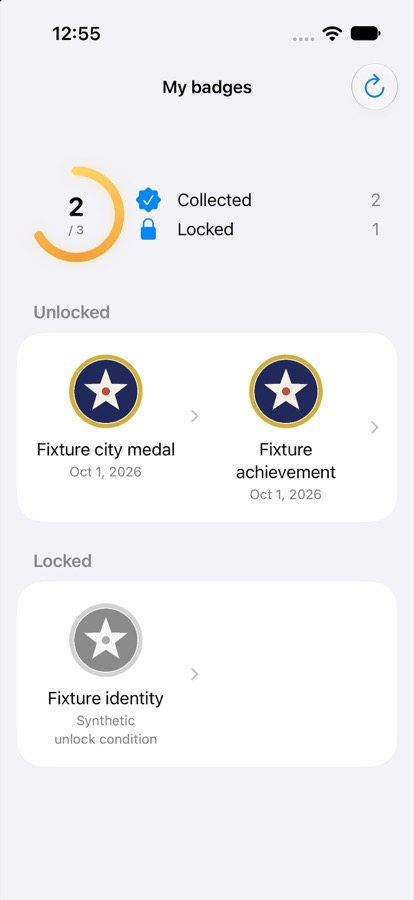 12:55
My badges
2
/ 3
Collected 2
Locked 1
Unlocked
Fixture city medal
Oct 1, 2026
Fixture
achievement
Oct 1, 2026
Locked
Fixture identity
Synthetic
unlock condition